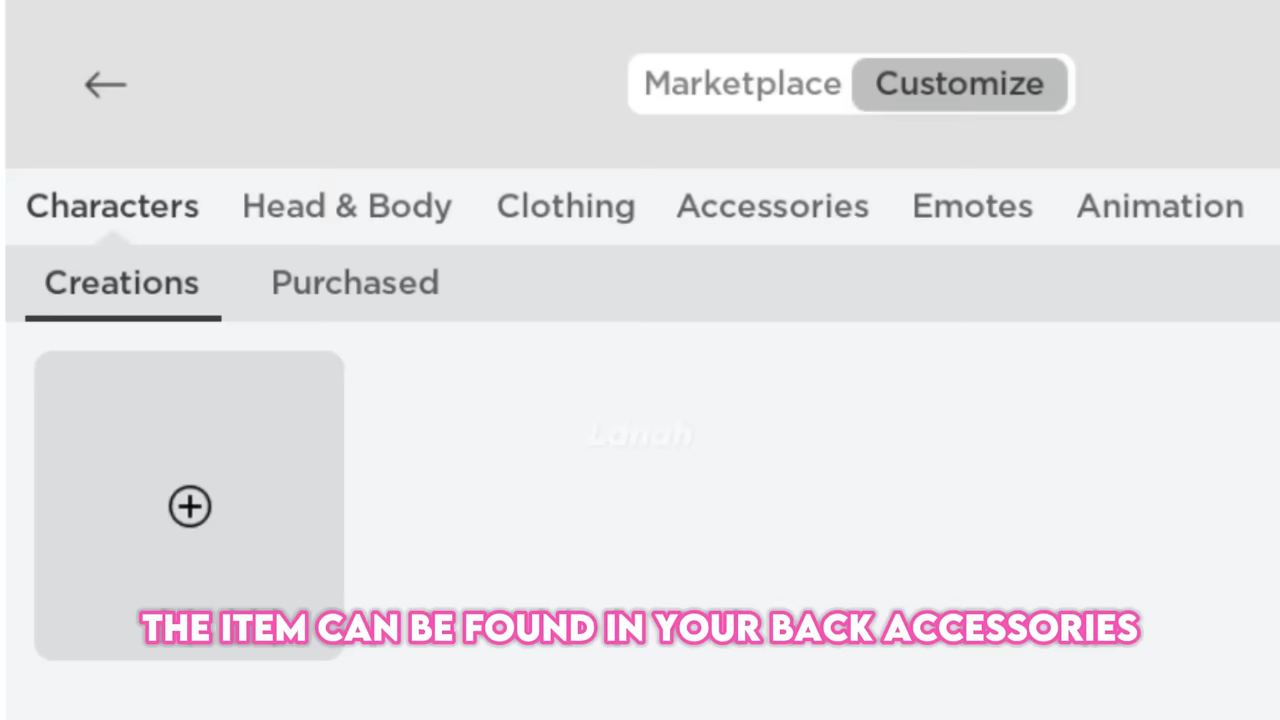 Marketplace Customize
Characters Head & Body Clothing Accessories Emotes Animation
Creations Purchased
Lanah
THE ITEM CAN BE FOUND IN YOUR BACK ACCESSORIES